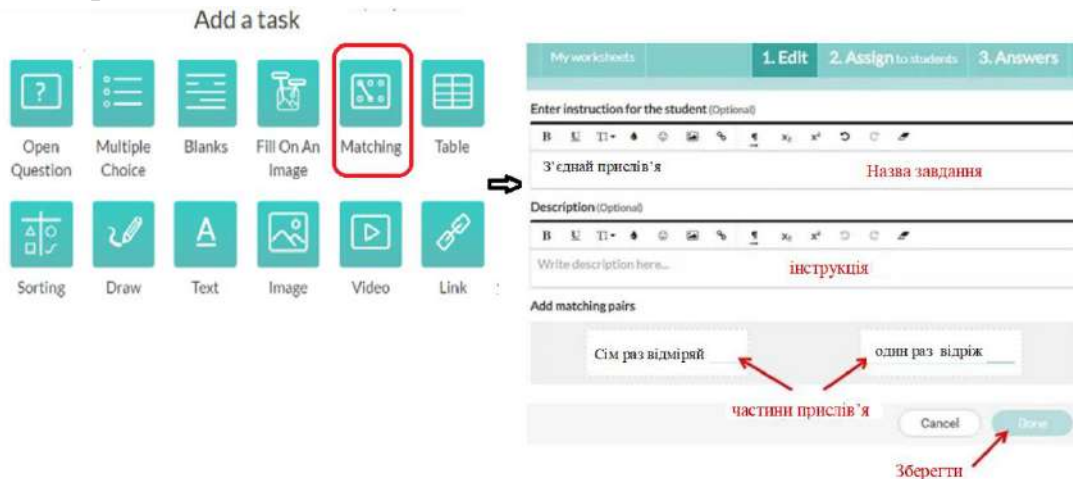 Add a task
Open
Question
Multiple
Choice
Blanks
Fill On An
Image
Matching
Table
Sorting
Draw
Text
Image
Video
Link
My worksheets
1. Edit
2. Assign to students
3. Answers
Enter instruction for the student (Optional)
З’єднай прислів’я
Назва завдання
Description (Optional)
Write description here...
інструкція
Add matching pairs
Сім раз відміряй
один раз відріж
частини прислів’я
Cancel
Done
Зберегти